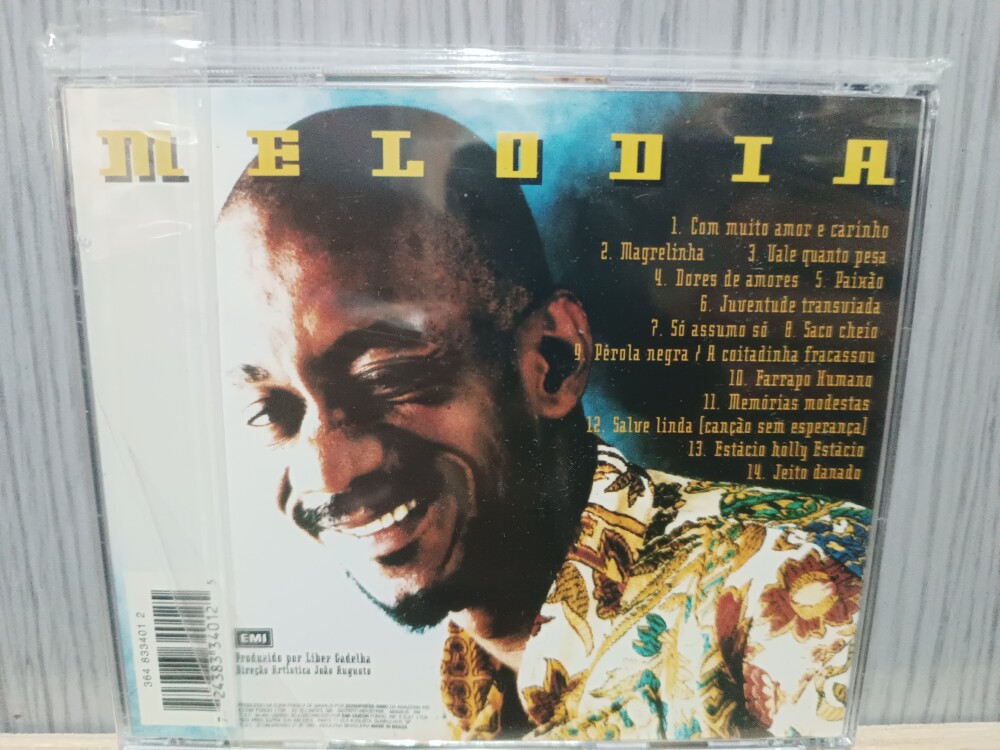 MELODIA
1. Com muito amor e carinho
2. Magrelinha 3. Vale quanto pesa
4. Dores de amores 5. Paixão
6. Juventude transviada
7. Só assumo só 8. Saco cheio
9. Pérola negra / A coitadinha fracassou
10. Farrapo Humano
11. Memórias modestas
12. Salve linda (canção sem esperança)
13. Estácio holly Estácio
14. Jeito danado
364 833401 2
24383 34012 5
EMI
Produzido por Liber Gadelha
Direção Artística João Augusto